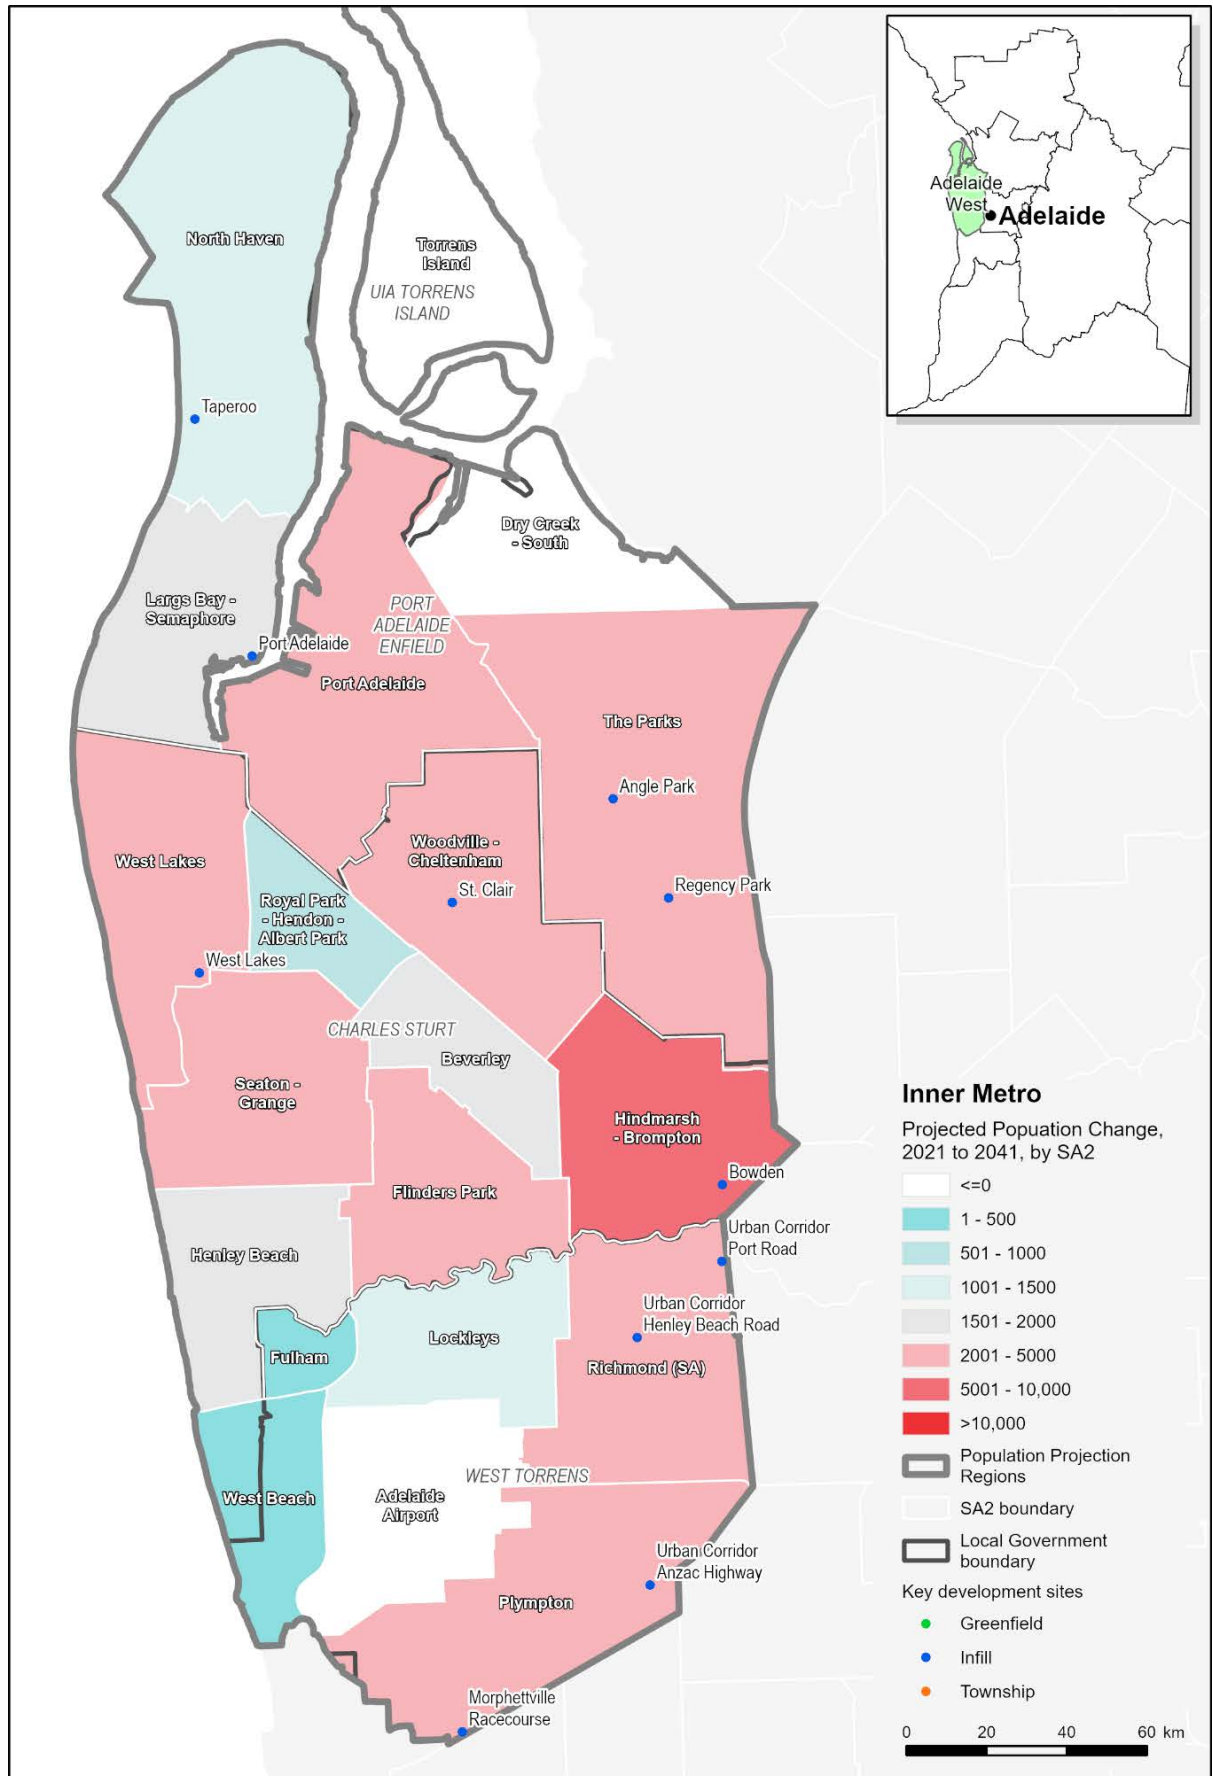 Adelaide
West
Adelaide
North Haven
Torrens
Island
UIA TORRENS
ISLAND
Taperoo
Dry Creek
- South
Largs Bay -
Semaphore
PORT
ADELAIDE
ENFIELD
Port Adelaide
Port Adelaide
The Parks
Angle Park
West Lakes
Woodville -
Cheltenham
St. Clair
Regency Park
Royal Park
- Hendon -
Albert Park
West Lakes
CHARLES STURT
Beverley
Seaton -
Grange
Hindmarsh
- Brompton
Bowden
Flinders Park
Urban Corridor
Port Road
Henley Beach
Urban Corridor
Henley Beach Road
Lockleys
Fulham
Richmond (SA)
WEST TORRENS
West Beach
Adelaide
Airport
Urban Corridor
Anzac Highway
Plympton
Morphettville
Racecourse
Inner Metro
Projected Popuation Change,
2021 to 2041, by SA2
<=0
1 - 500
501 - 1000
1001 - 1500
1501 - 2000
2001 - 5000
5001 - 10,000
>10,000
Population Projection
Regions
SA2 boundary
Local Government
boundary
Key development sites
Greenfield
Infill
Township
0 20 40 60 km